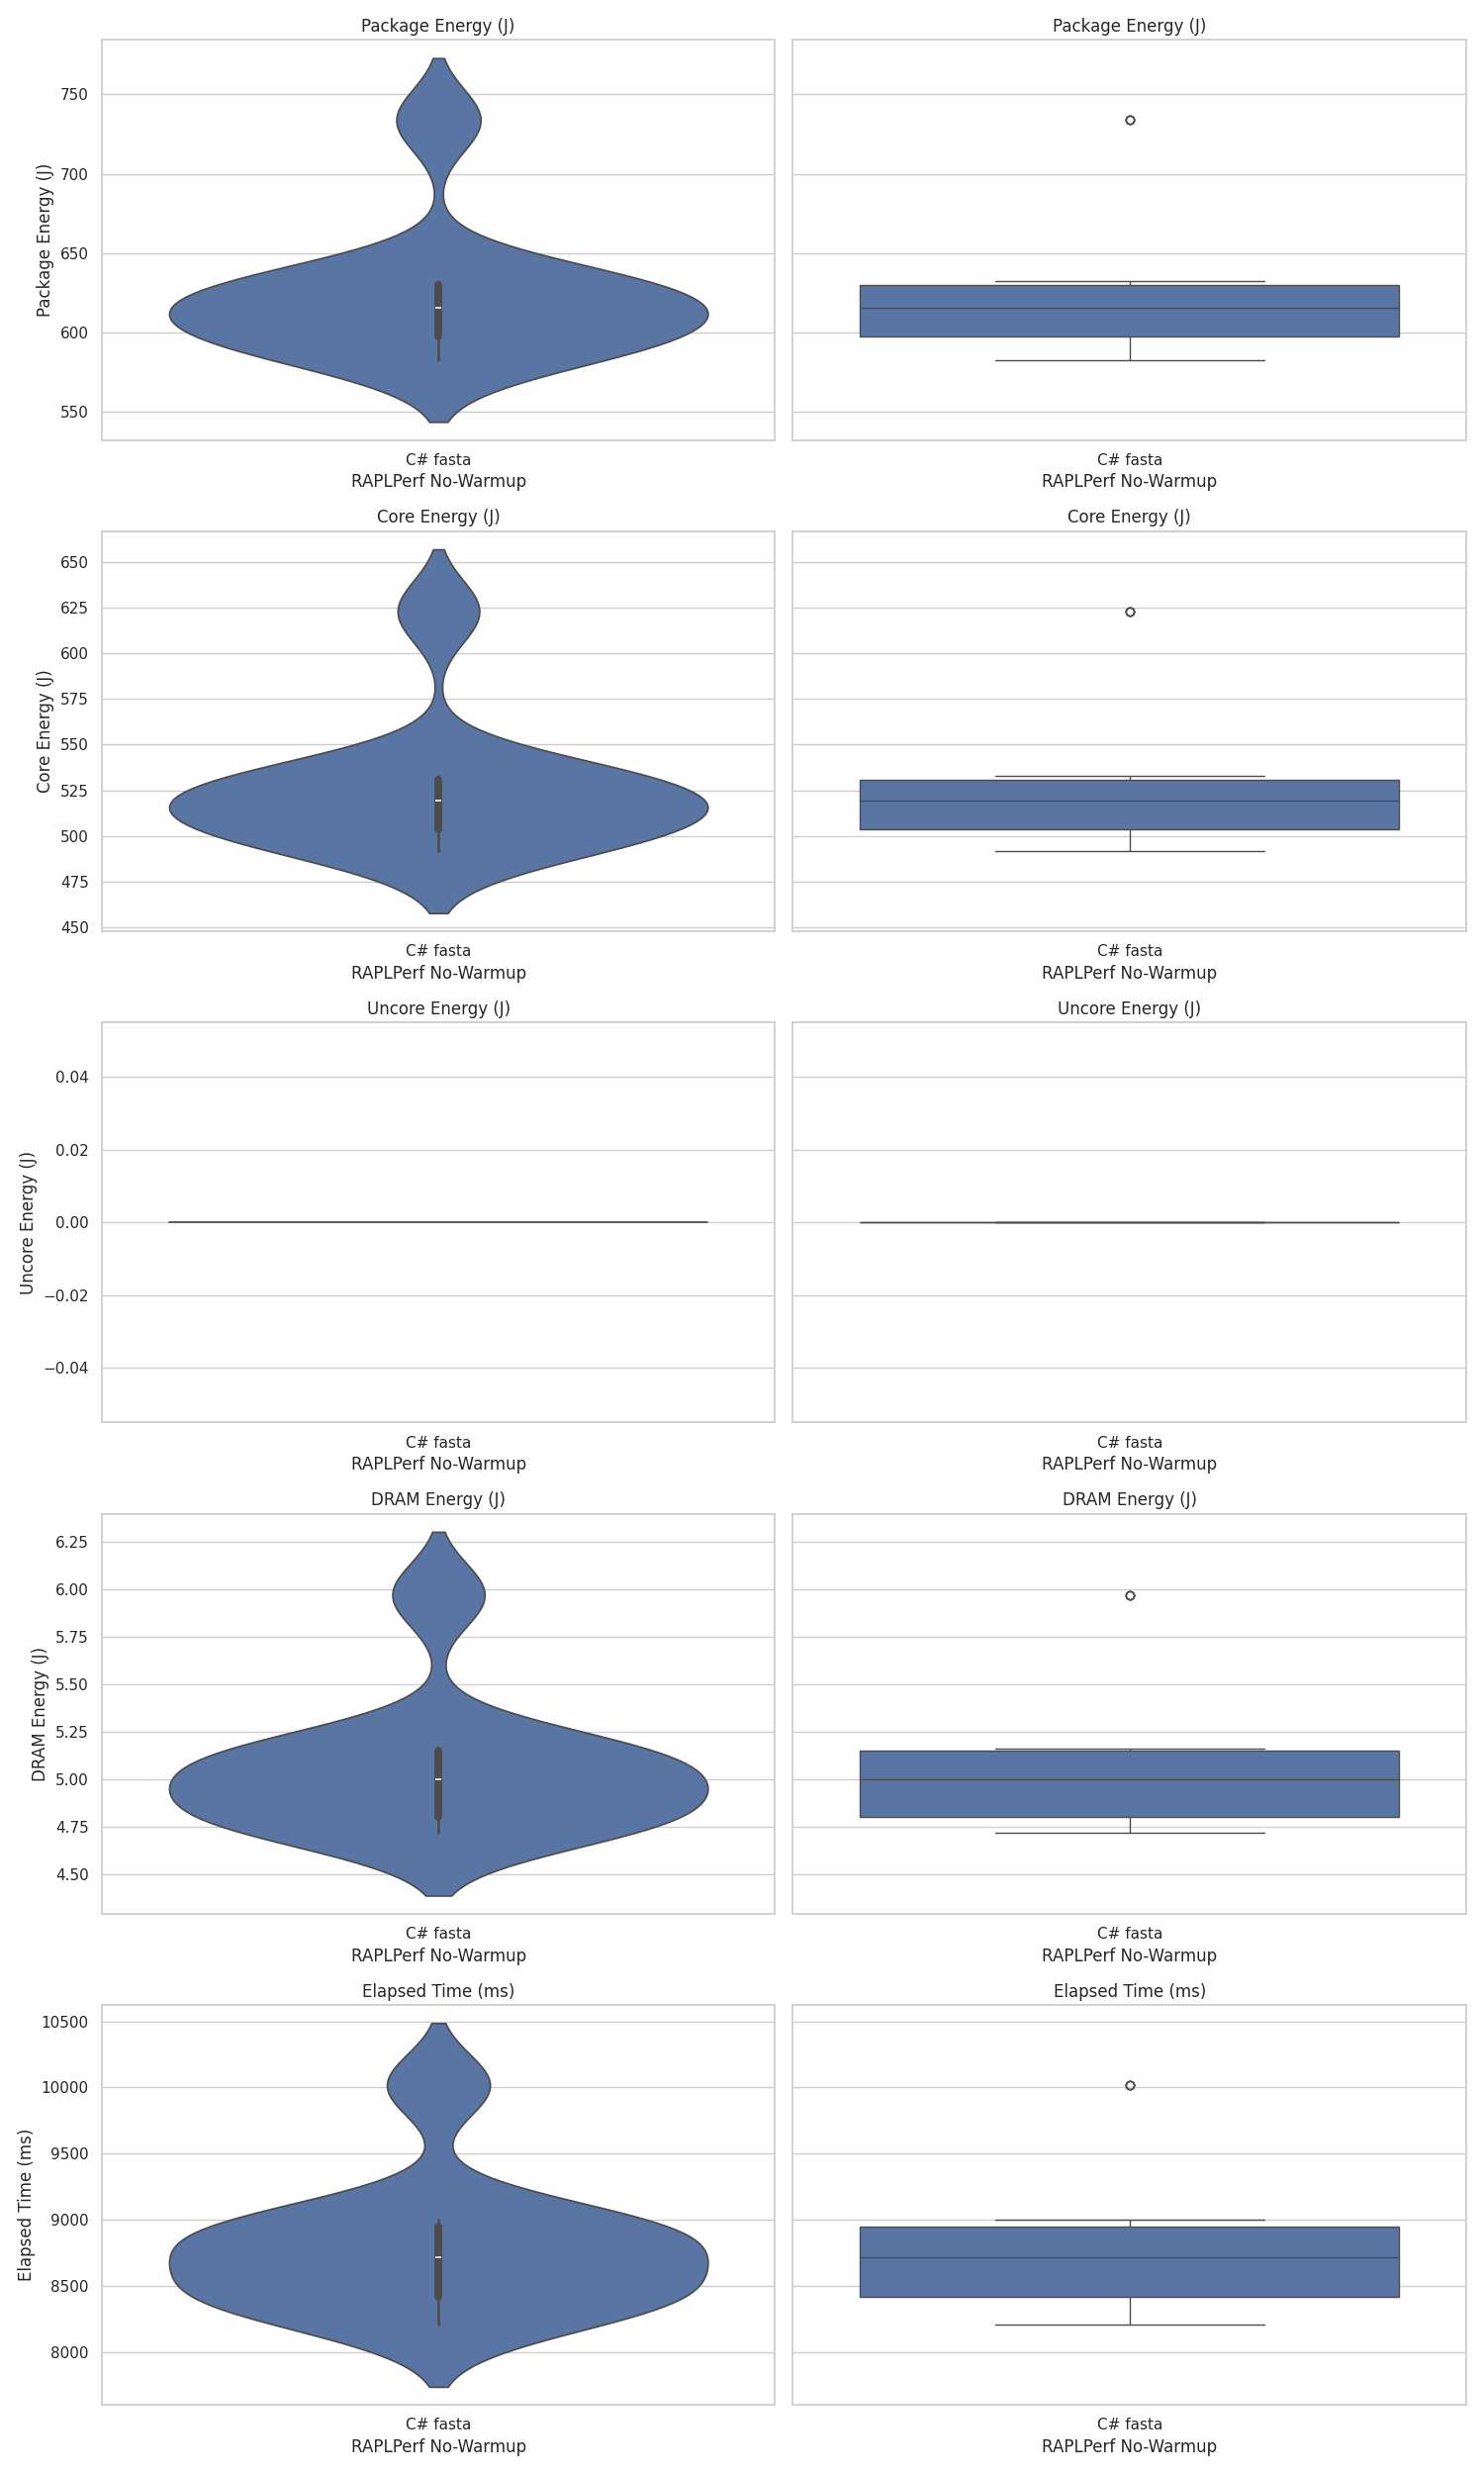 Package Energy (J)
Package Energy (J)
Package Energy (J)
750
700
650
600
550
C# fasta
RAPLPerf No-Warmup
C# fasta
RAPLPerf No-Warmup
Core Energy (J)
Core Energy (J)
Core Energy (J)
650
625
600
575
550
525
500
475
450
C# fasta
RAPLPerf No-Warmup
C# fasta
RAPLPerf No-Warmup
Uncore Energy (J)
Uncore Energy (J)
Uncore Energy (J)
0.04
0.02
0.00
−0.02
−0.04
C# fasta
RAPLPerf No-Warmup
C# fasta
RAPLPerf No-Warmup
DRAM Energy (J)
DRAM Energy (J)
DRAM Energy (J)
6.25
6.00
5.75
5.50
5.25
5.00
4.75
4.50
C# fasta
RAPLPerf No-Warmup
C# fasta
RAPLPerf No-Warmup
Elapsed Time (ms)
Elapsed Time (ms)
Elapsed Time (ms)
10500
10000
9500
9000
8500
8000
C# fasta
RAPLPerf No-Warmup
C# fasta
RAPLPerf No-Warmup